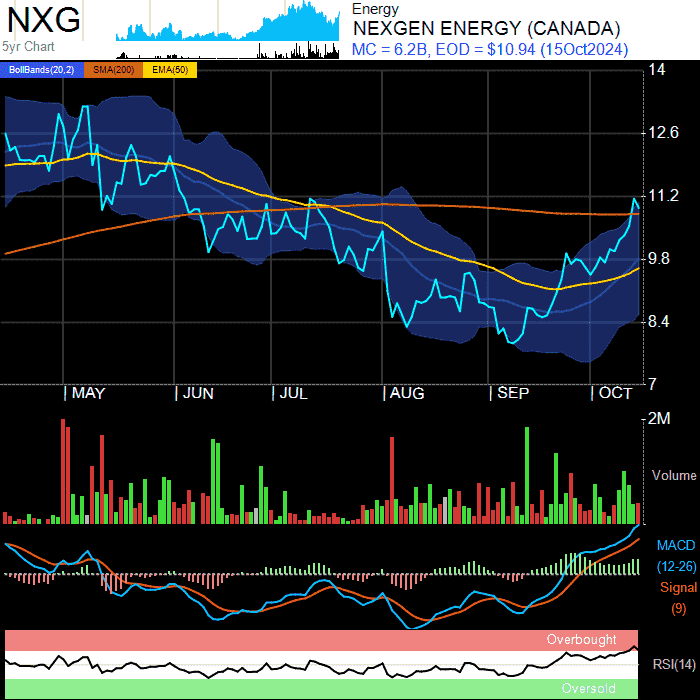 NXG
5yr Chart
Energy
NEXGEN ENERGY (CANADA)
MC = 6.2B, EOD = $10.94 (15Oct2024)
BollBands(20,2) SMA(200) EMA(50)
14
12.6
11.2
9.8
8.4
7
MAY JUN JUL AUG SEP OCT
2M
Volume
MACD
(12-26)
Signal
(9)
Overbought
RSI(14)
Oversold